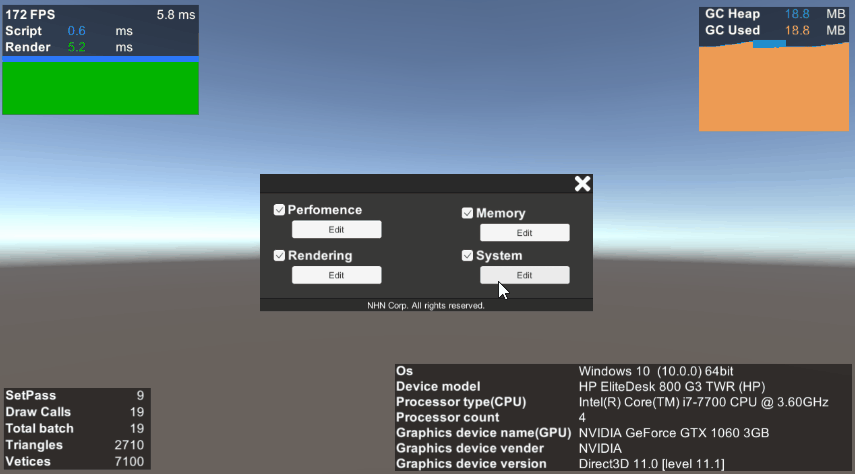 172 FPS 5.8 ms
Script 0.6 ms
Render 5.2 ms
GC Heap 18.8 MB
GC Used 18.8 MB
Perfomence
Edit
Memory
Edit
Rendering
Edit
System
Edit
NHN Corp. All rights reserved.
SetPass 9
Draw Calls 19
Total batch 19
Triangles 2710
Vetices 7100
Os Windows 10 (10.0.0) 64bit
Device model HP EliteDesk 800 G3 TWR (HP)
Processor type(CPU) Intel(R) Core(TM) i7-7700 CPU @ 3.60GHz
Processor count 4
Graphics device name(GPU) NVIDIA GeForce GTX 1060 3GB
Graphics device vender NVIDIA
Graphics device version Direct3D 11.0 [level 11.1]